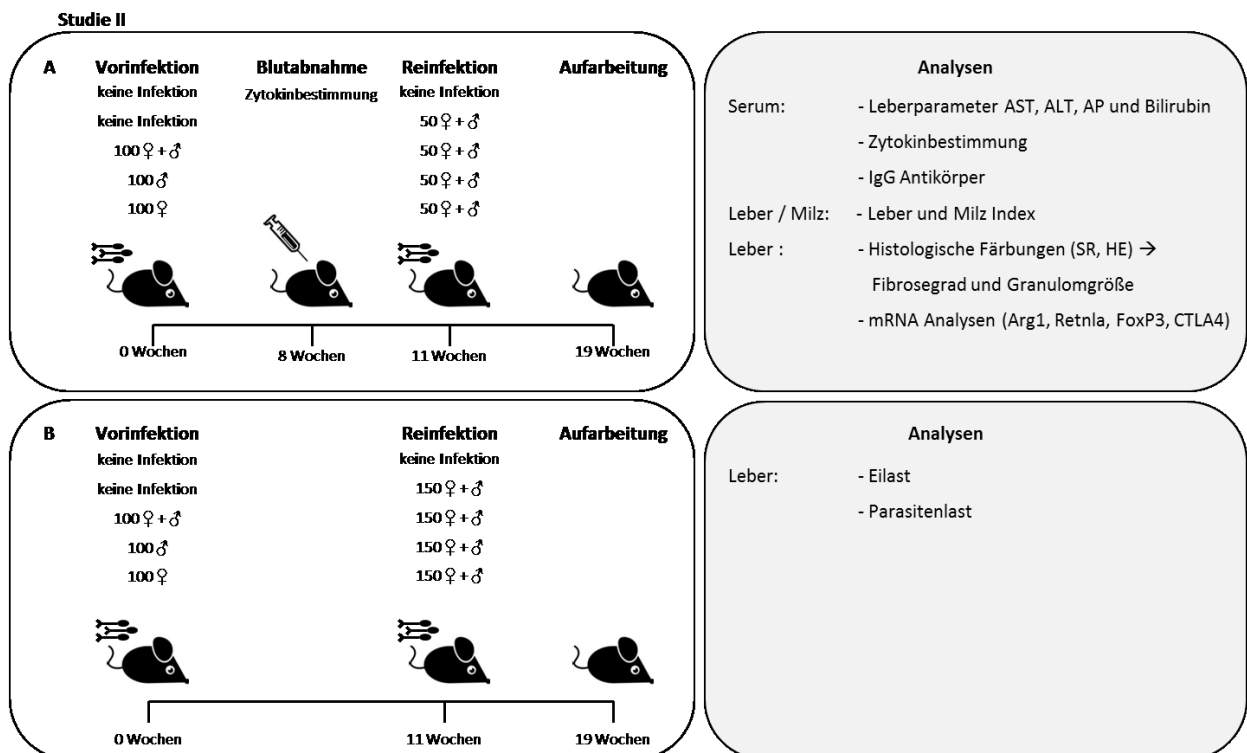 Studie II
A Vorinfektion Blutabnahme Reinfektion Aufarbeitung
keine Infektion Zytokinbestimmung keine Infektion
keine Infektion 50 ♀ + ♂
100 ♀ + ♂ 50 ♀ + ♂
100 ♂ 50 ♀ + ♂
100 ♀ 50 ♀ + ♂
0 Wochen 8 Wochen 11 Wochen 19 Wochen
Analysen
Serum: - Leberparameter AST, ALT, AP und Bilirubin
- Zytokinbestimmung
- IgG Antikörper
Leber / Milz: - Leber und Milz Index
Leber : - Histologische Färbungen (SR, HE) →
Fibrosegrad und Granulomgröße
- mRNA Analysen (Arg1, Retnla, FoxP3, CTLA4)
B Vorinfektion Reinfektion Aufarbeitung
keine Infektion keine Infektion
keine Infektion 150 ♀ + ♂
100 ♀ + ♂ 150 ♀ + ♂
100 ♂ 150 ♀ + ♂
100 ♀ 150 ♀ + ♂
0 Wochen 11 Wochen 19 Wochen
Analysen
Leber: - Eilast
- Parasitenlast